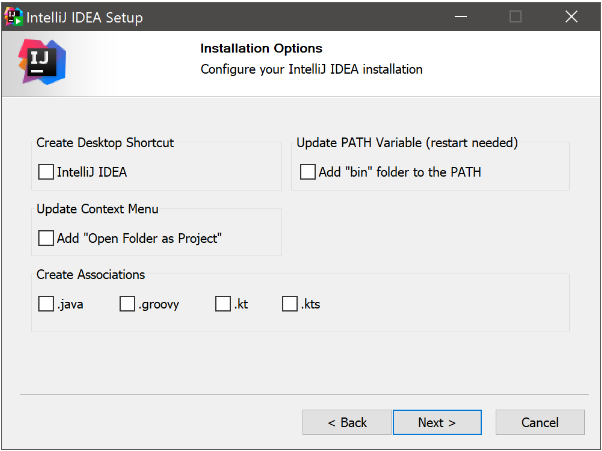 IntelliJ IDEA Setup
IJ
Installation Options
Configure your IntelliJ IDEA installation
Create Desktop Shortcut
IntelliJ IDEA
Update PATH Variable (restart needed)
Add "bin" folder to the PATH
Update Context Menu
Add "Open Folder as Project"
Create Associations
.java .groovy .kt .kts
< Back Next > Cancel